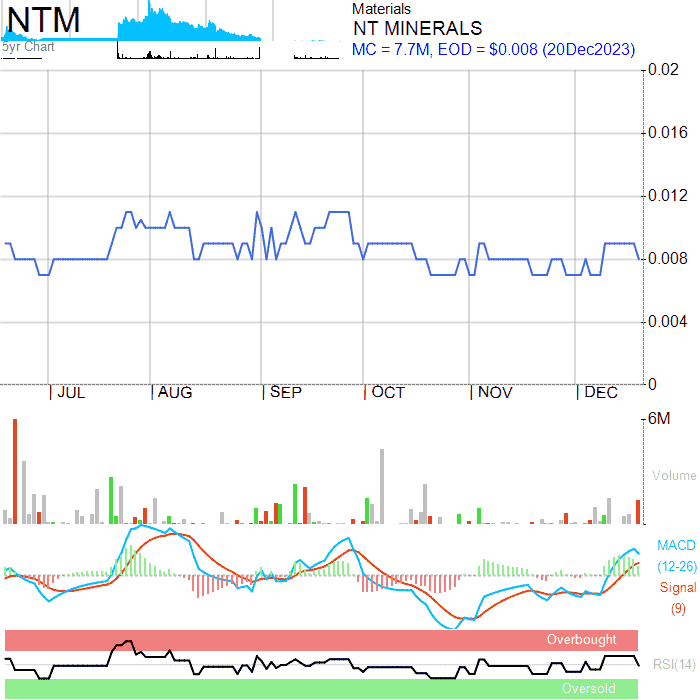 NTM
5yr Chart
Materials
NT MINERALS
MC = 7.7M, EOD = $0.008 (20Dec2023)
0.02
0.016
0.012
0.008
0.004
0
| JUL | AUG | SEP | OCT | NOV | DEC
6M
Volume
MACD
(12-26)
Signal
(9)
Overbought
RSI(14)
Oversold